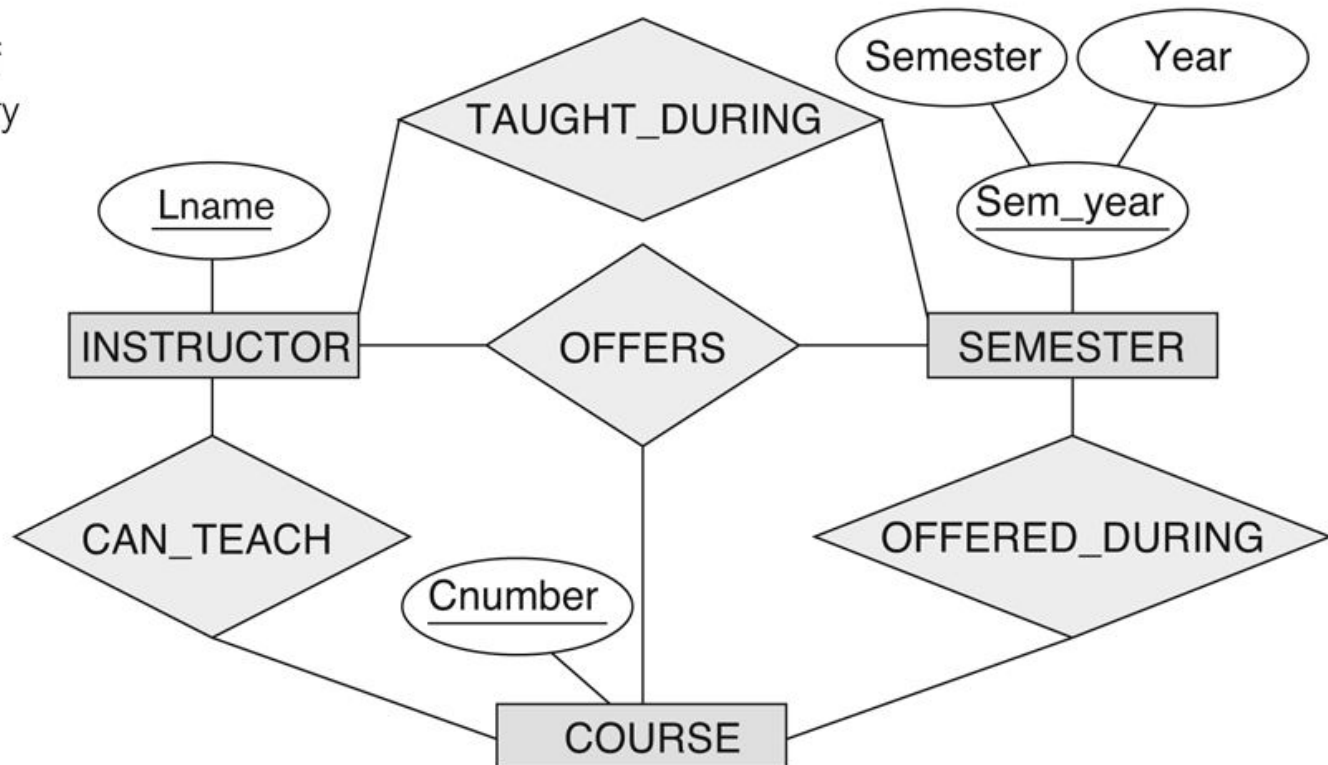 TAUGHT_DURING
Semester
Year
Lname
Sem_year
INSTRUCTOR
OFFERS
SEMESTER
CAN_TEACH
OFFERED_DURING
Cnumber
COURSE